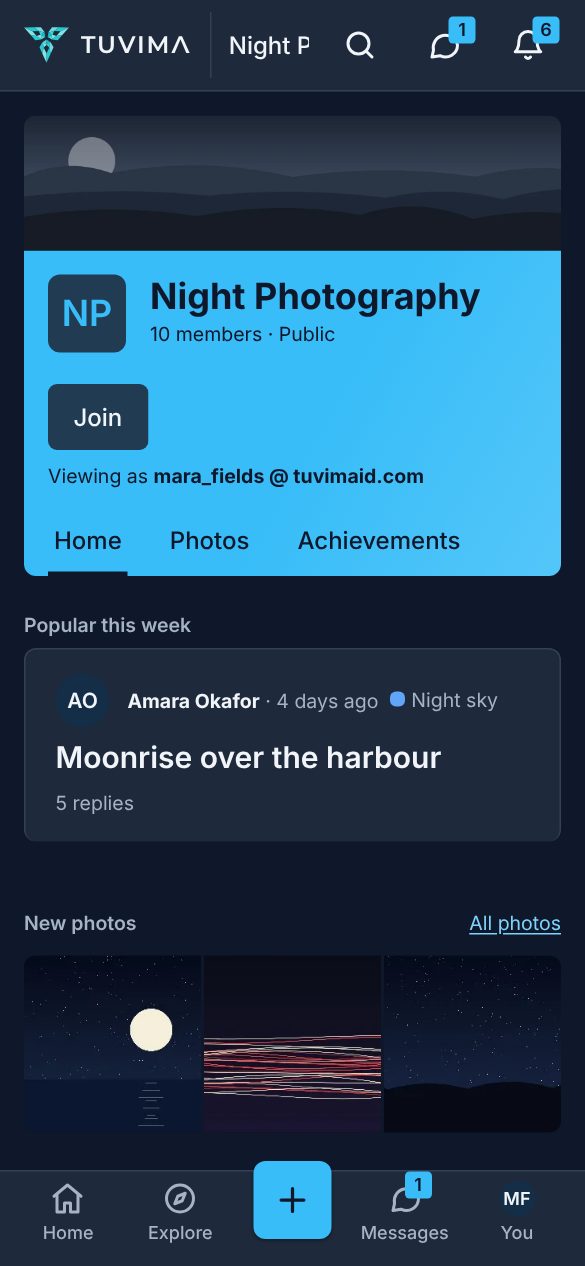 TUVIMA
Night P
1
6
NP
Night Photography
10 members · Public
Join
Viewing as mara_fields @ tuvimaid.com
Home
Photos
Achievements
Popular this week
AO
Amara Okafor · 4 days ago Night sky
Moonrise over the harbour
5 replies
New photos
All photos
1
MF
Home
Explore
Messages
You